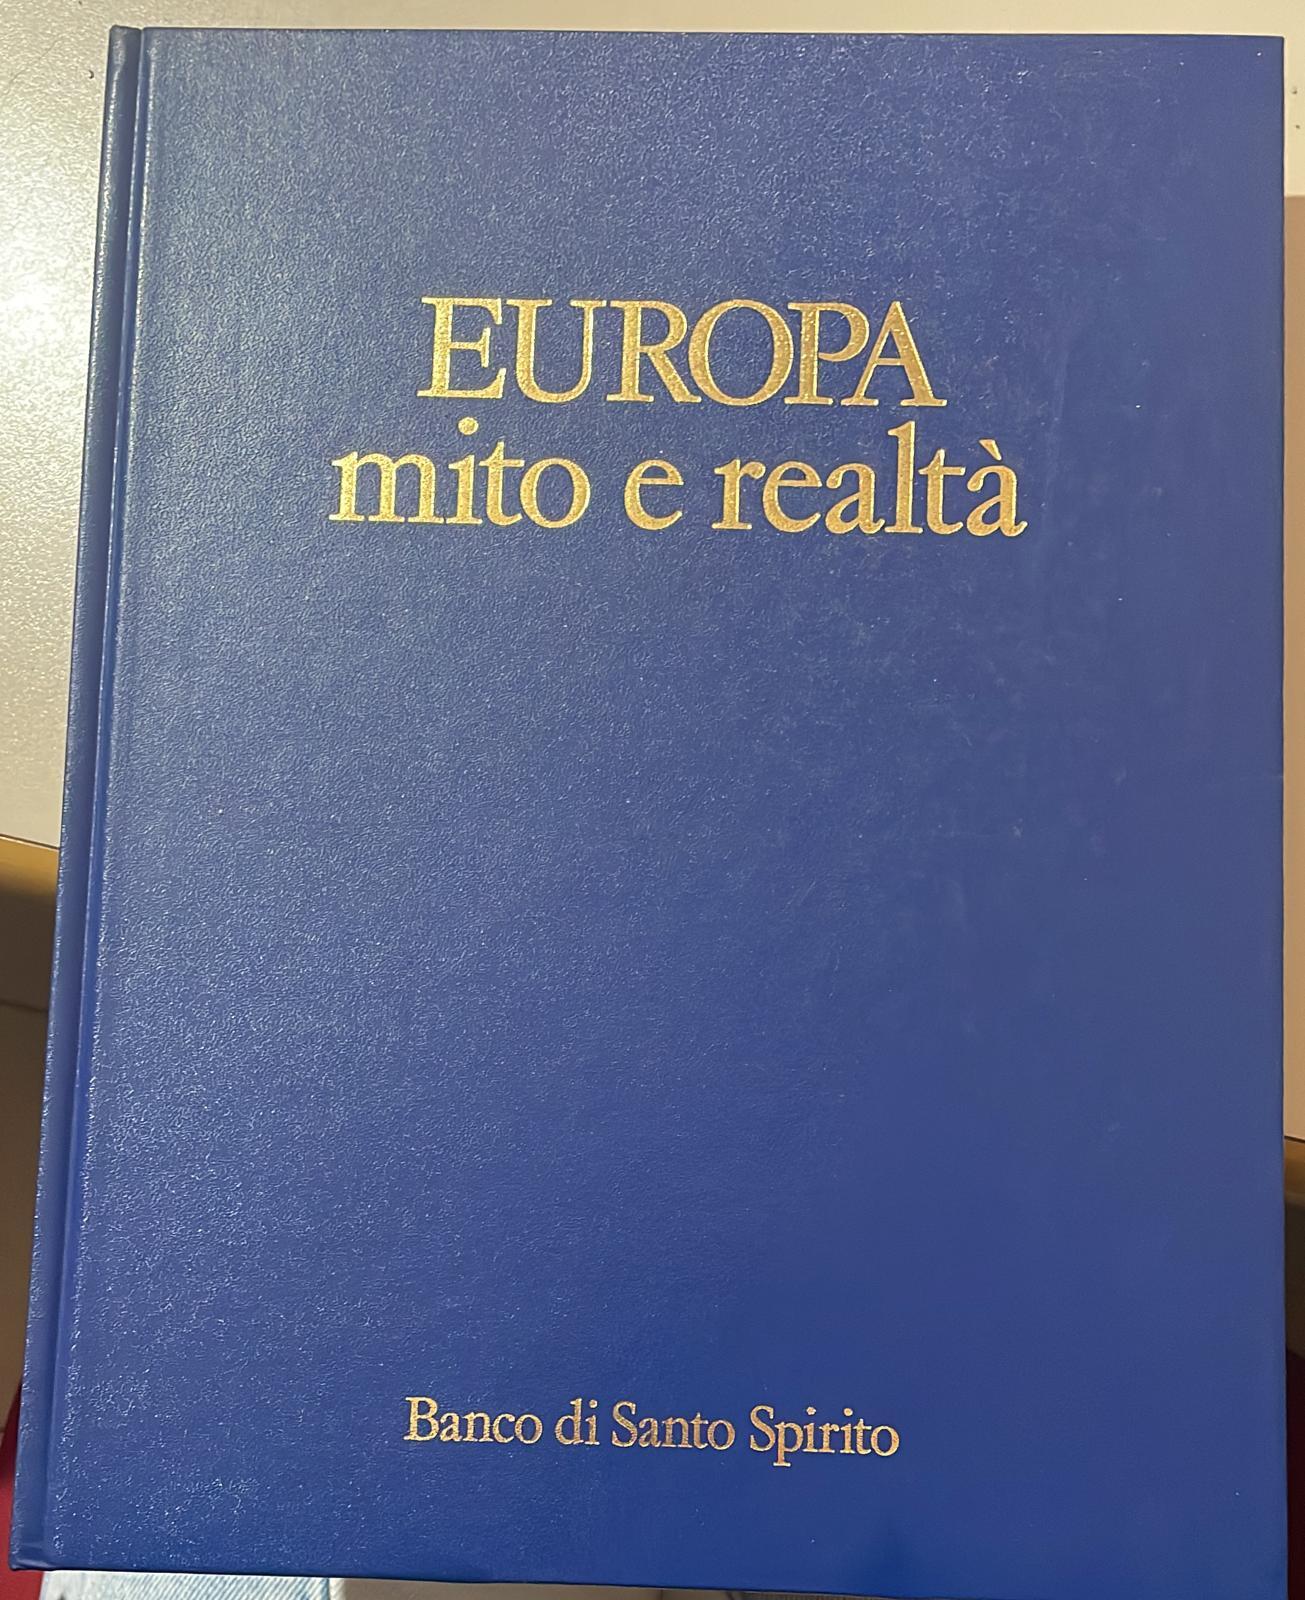 EUROPA
mito e realtà
Banco di Santo Spirito